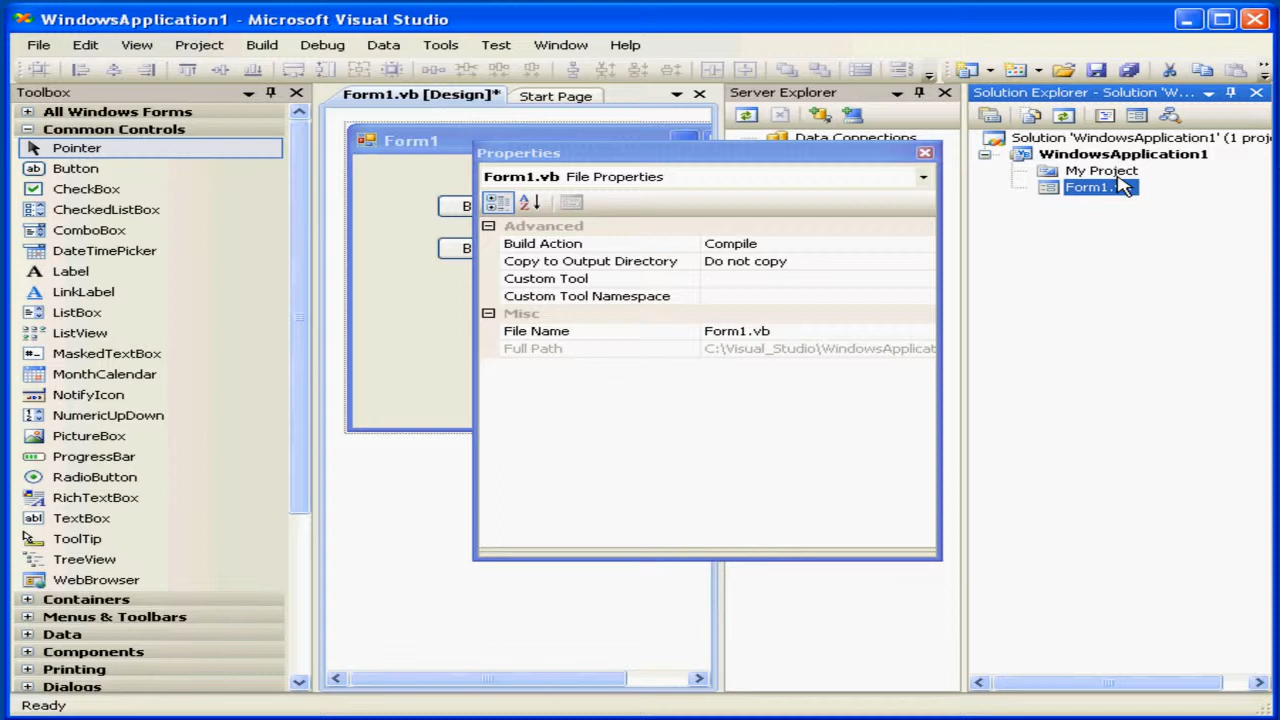 WindowsApplication1 - Microsoft Visual Studio
File Edit View Project Build Debug Data Tools Test Window Help
Toolbox
All Windows Forms
Common Controls
Pointer
Button
CheckBox
CheckedListBox
ComboBox
DateTimePicker
Label
LinkLabel
ListBox
ListView
MaskedTextBox
MonthCalendar
NotifyIcon
NumericUpDown
PictureBox
ProgressBar
RadioButton
RichTextBox
TextBox
ToolTip
TreeView
WebBrowser
Containers
Menus & Toolbars
Data
Components
Printing
Dialogs
Form1.vb [Design]* Start Page
Form1
B
B
Server Explorer
Data Connections
Properties
Form1.vb File Properties
Advanced
Build Action Compile
Copy to Output Directory Do not copy
Custom Tool
Custom Tool Namespace
Misc
File Name Form1.vb
Full Path C:\Visual_Studio\WindowsApplicat
Solution Explorer - Solution 'W...
Solution 'WindowsApplication1' (1 proj
WindowsApplication1
My Project
Form1.
Ready